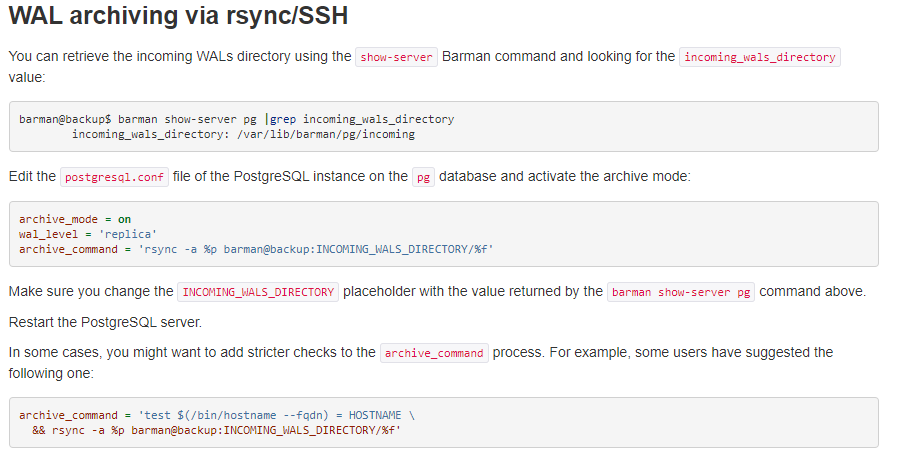 WAL archiving via rsync/SSH
You can retrieve the incoming WALs directory using the show-server Barman command and looking for the incoming_wals_directory
value:
barman@backup$ barman show-server pg |grep incoming_wals_directory
        incoming_wals_directory: /var/lib/barman/pg/incoming
Edit the postgresql.conf file of the PostgreSQL instance on the pg database and activate the archive mode:
archive_mode = on
wal_level = 'replica'
archive_command = 'rsync -a %p barman@backup:INCOMING_WALS_DIRECTORY/%f'
Make sure you change the INCOMING_WALS_DIRECTORY placeholder with the value returned by the barman show-server pg command above.
Restart the PostgreSQL server.
In some cases, you might want to add stricter checks to the archive_command process. For example, some users have suggested the
following one:
archive_command = 'test $(/bin/hostname --fqdn) = HOSTNAME \
  && rsync -a %p barman@backup:INCOMING_WALS_DIRECTORY/%f'